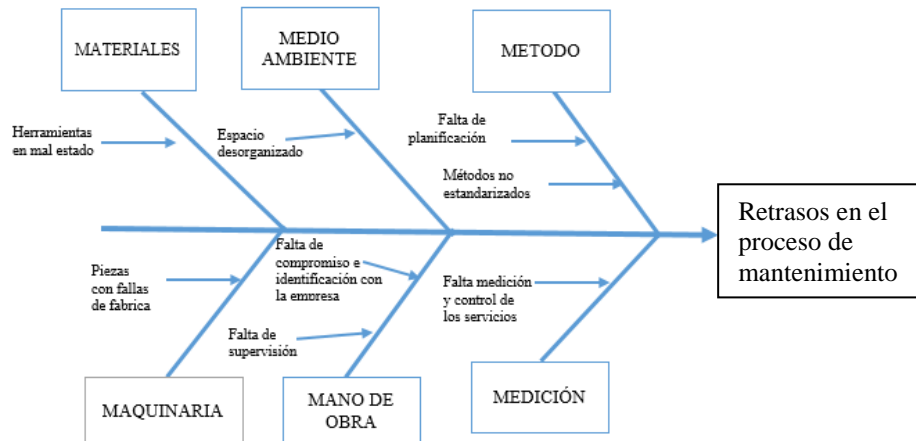 MATERIALES
MEDIO
AMBIENTE
METODO
Herramientas
en mal estado
Espacio
desorganizado
Falta de
planificación
Métodos no
estandarizados
Retrasos en el
proceso de
mantenimiento
Piezas
con fallas
de fabrica
Falta de
compromiso e
identificación con
la empresa
Falta de
supervisión
Falta medición
y control de
los servicios
MAQUINARIA
MANO DE
OBRA
MEDICIÓN